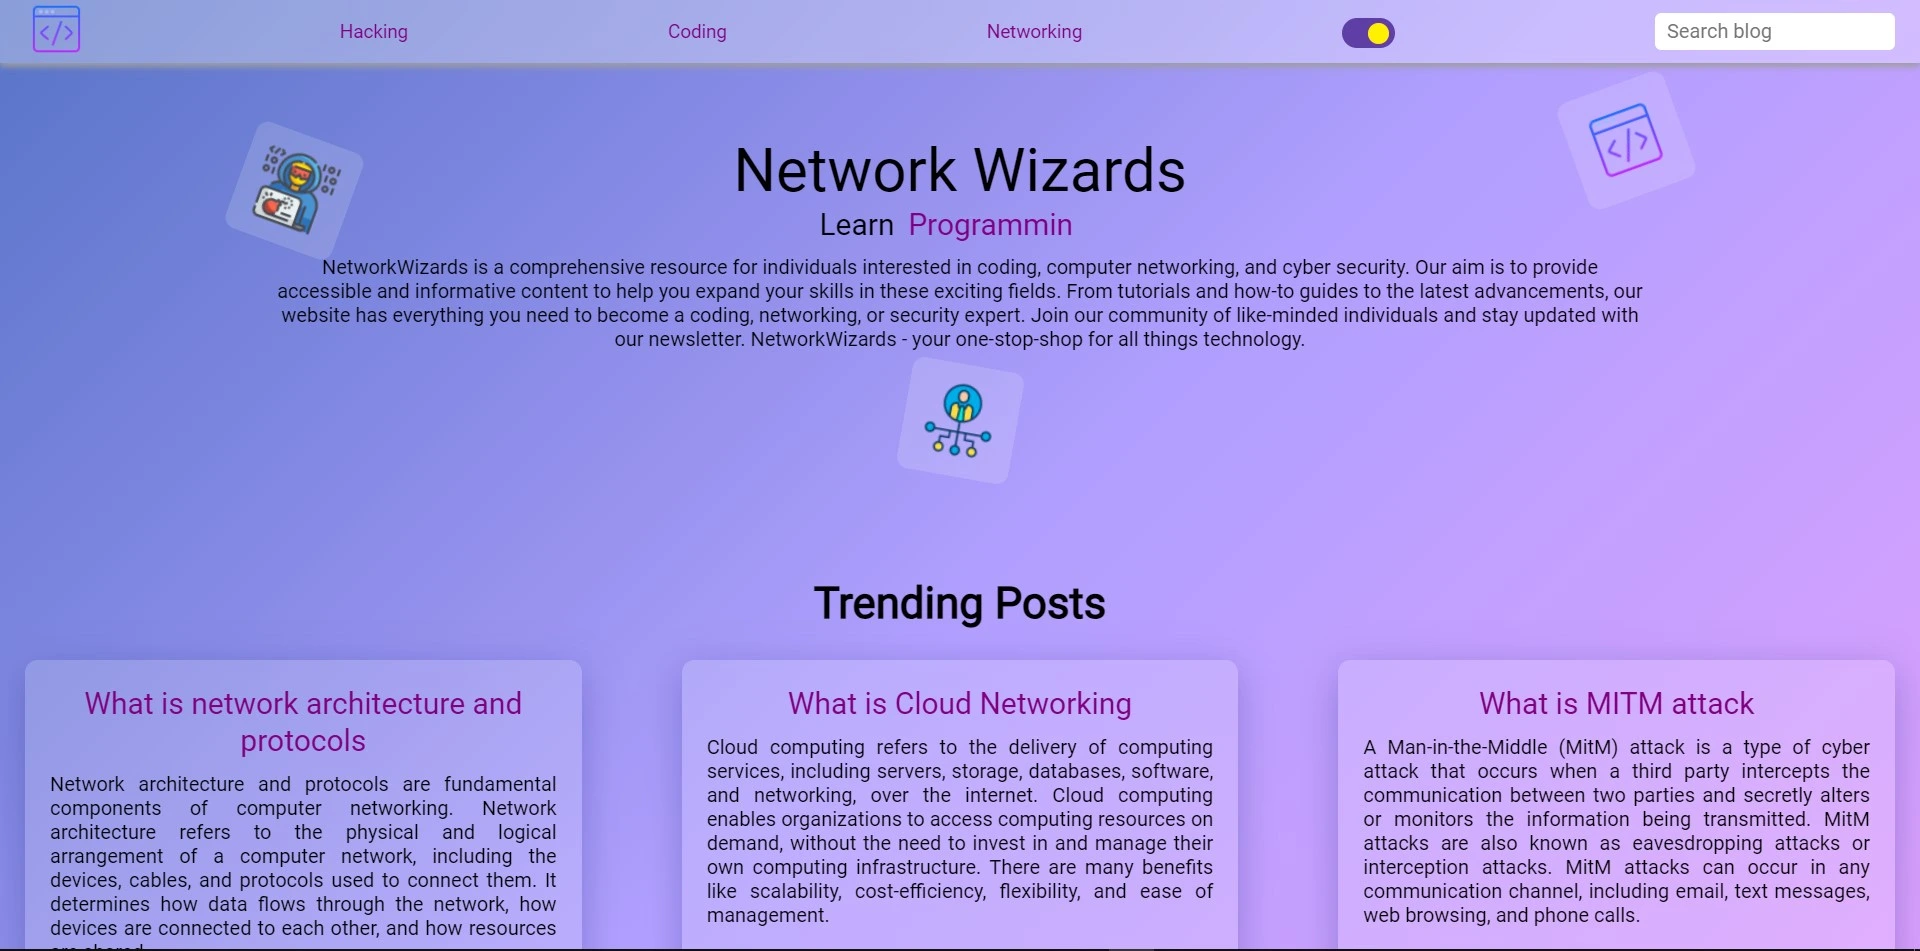 Hacking
Coding
Networking
Search blog
Network Wizards
Learn Programmin
NetworkWizards is a comprehensive resource for individuals interested in coding, computer networking, and cyber security. Our aim is to provide
accessible and informative content to help you expand your skills in these exciting fields. From tutorials and how-to guides to the latest advancements, our
website has everything you need to become a coding, networking, or security expert. Join our community of like-minded individuals and stay updated with
our newsletter. NetworkWizards - your one-stop-shop for all things technology.
Trending Posts
What is network architecture and
protocols
Network architecture and protocols are fundamental
components of computer networking. Network
architecture refers to the physical and logical
arrangement of a computer network, including the
devices, cables, and protocols used to connect them. It
determines how data flows through the network, how
devices are connected to each other, and how resources
What is Cloud Networking
Cloud computing refers to the delivery of computing
services, including servers, storage, databases, software,
and networking, over the internet. Cloud computing
enables organizations to access computing resources on
demand, without the need to invest in and manage their
own computing infrastructure. There are many benefits
like scalability, cost-efficiency, flexibility, and ease of
management.
What is MITM attack
A Man-in-the-Middle (MitM) attack is a type of cyber
attack that occurs when a third party intercepts the
communication between two parties and secretly alters
or monitors the information being transmitted. MitM
attacks are also known as eavesdropping attacks or
interception attacks. MitM attacks can occur in any
communication channel, including email, text messages,
web browsing, and phone calls.